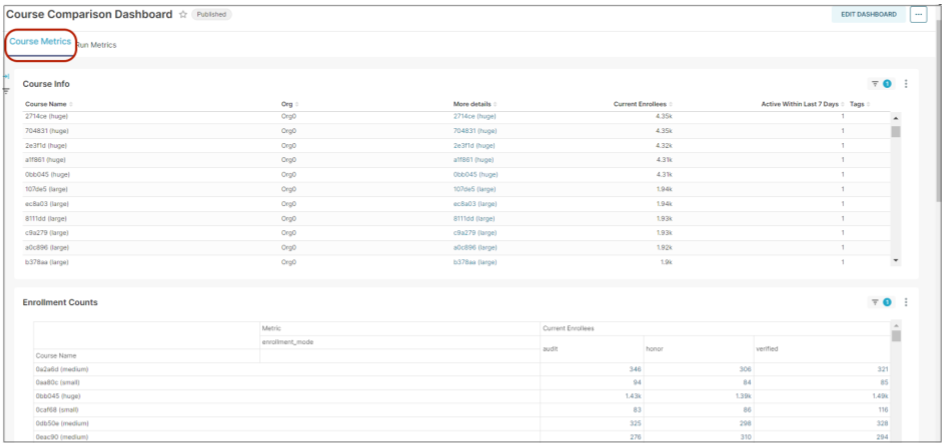 Course Comparison Dashboard ☆ Published EDIT DASHBOARD ...
Course Metrics Run Metrics
Course Info 1
Course Name Org More details Current Enrollees Active Within Last 7 Days Tags
2714ce (huge) Org0 2714ce (huge) 4.35k 1
704831 (huge) Org0 704831 (huge) 4.35k 1
2e3f1d (huge) Org0 2e3f1d (huge) 4.32k 1
a1f861 (huge) Org0 a1f861 (huge) 4.31k 1
0bb045 (huge) Org0 0bb045 (huge) 4.31k 1
107de5 (large) Org0 107de5 (large) 1.94k 1
ec8a03 (large) Org0 ec8a03 (large) 1.94k 1
8111dd (large) Org0 8111dd (large) 1.93k 1
c9a279 (large) Org0 c9a279 (large) 1.93k 1
a0c896 (large) Org0 a0c896 (large) 1.92k 1
b378aa (large) Org0 b378aa (large) 1.9k 1
Enrollment Counts 1
Metric Current Enrollees
enrollment_mode audit honor verified
Course Name
0a2a6d (medium) 346 306 321
0aa80c (small) 94 84 85
0bb045 (huge) 1.43k 1.39k 1.49k
0caf68 (small) 83 86 116
0db50e (medium) 325 298 328
0eac90 (medium) 276 310 294